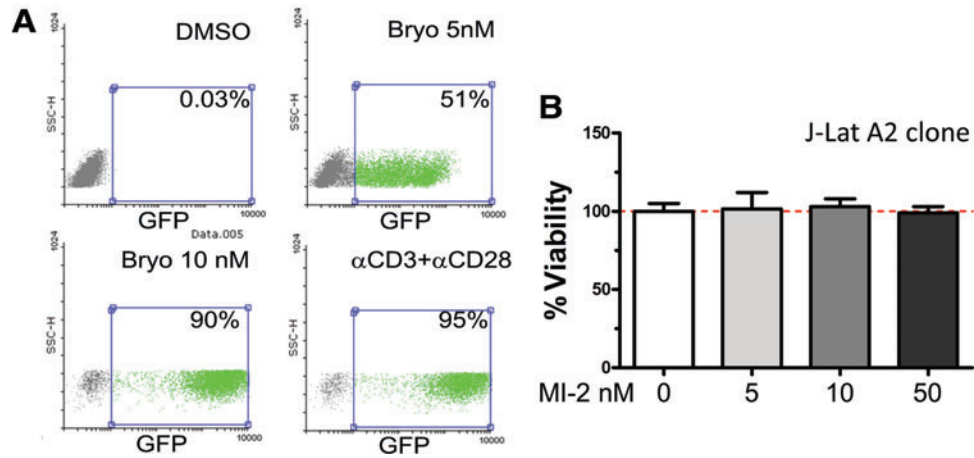 A
1024
DMSO
0.03%
SSC-H
GFP
10000
1024
Bryo 5nM
51%
SSC-H
GFP
10000
Data.005
1024
Bryo 10 nM
90%
SSC-H
GFP
10000
1024
αCD3+αCD28
95%
SSC-H
GFP
10000
B
J-Lat A2 clone
150
100
50
0
% Viability
MI-2 nM 0 5 10 50